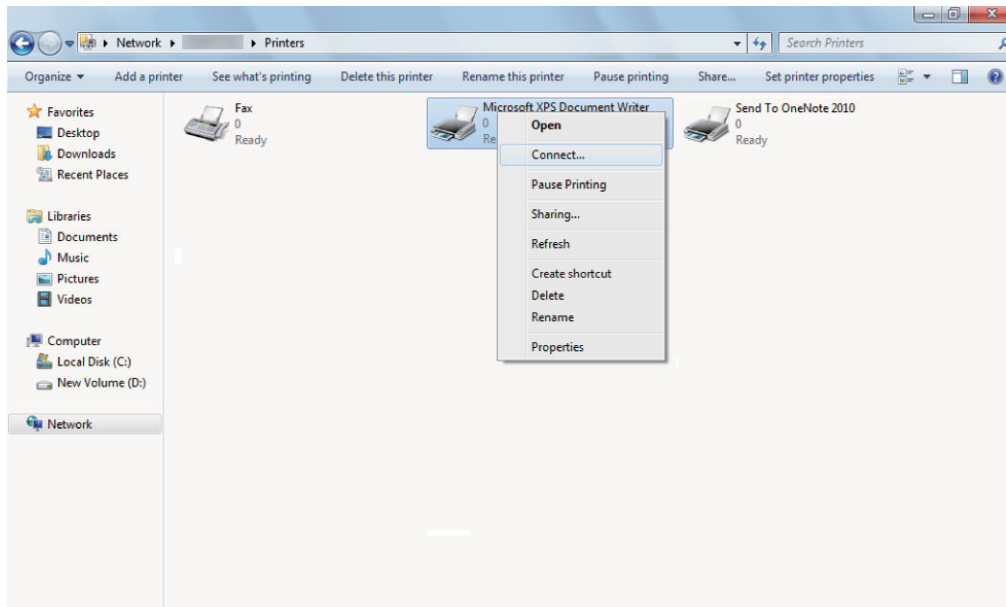 Network Printers
Search Printers
Organize Add a printer See what's printing Delete this printer Rename this printer Pause printing Share... Set printer properties
Favorites
Desktop
Downloads
Recent Places
Libraries
Documents
Music
Pictures
Videos
Computer
Local Disk (C:)
New Volume (D:)
Network
Fax
0
Ready
Microsoft XPS Document Writer
0
Re
Open
Connect...
Pause Printing
Sharing...
Refresh
Create shortcut
Delete
Rename
Properties
Send To OneNote 2010
0
Ready